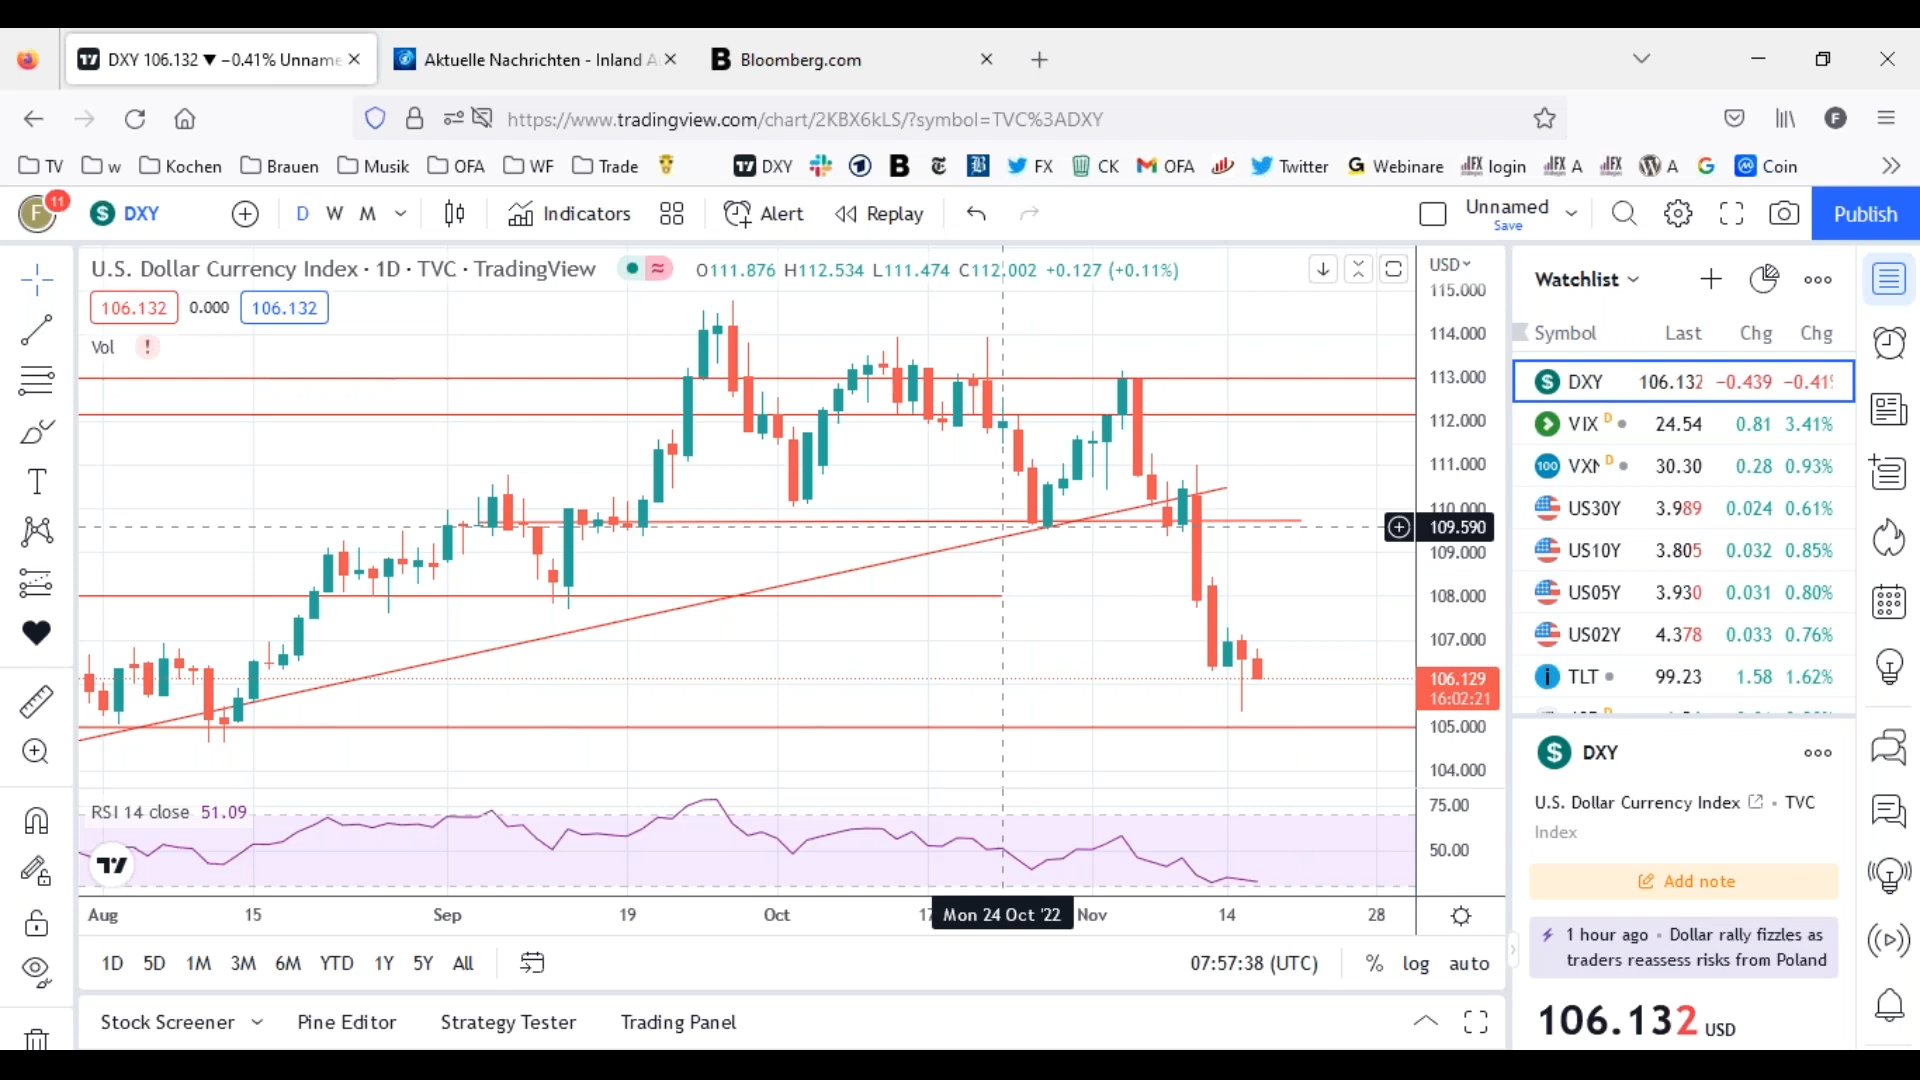 DXY 106.132 ▼ −0.41% Unname
Aktuelle Nachrichten - Inland A
B Bloomberg.com
https://www.tradingview.com/chart/2KBX6kLS/?symbol=TVC%3ADXY
F
TV w Kochen Brauen Musik OFA WF Trade DXY B FX CK OFA Twitter G Webinare login A A G Coin
F 11 DXY D W M Indicators Alert Replay Unnamed Save Publish
U.S. Dollar Currency Index · 1D · TVC · TradingView O111.876 H112.534 L111.474 C112.002 +0.127 (+0.11%)
106.132 0.000 106.132
Vol !
USD
115.000
114.000
113.000
112.000
111.000
110.000
109.590
109.000
108.000
107.000
106.129
16:02:21
105.000
104.000
RSI 14 close 51.09
75.00
50.00
Aug 15 Sep 19 Oct 17 Mon 24 Oct '22 Nov 14 28
1D 5D 1M 3M 6M YTD 1Y 5Y All 07:57:38 (UTC) % log auto
Stock Screener Pine Editor Strategy Tester Trading Panel
Watchlist
Symbol Last Chg Chg
DXY 106.132 −0.439 −0.41
VIX D 24.54 0.81 3.41%
100 VXN D 30.30 0.28 0.93%
US30Y 3.989 0.024 0.61%
US10Y 3.805 0.032 0.85%
US05Y 3.930 0.031 0.80%
US02Y 4.378 0.033 0.76%
TLT 99.23 1.58 1.62%
DXY
U.S. Dollar Currency Index • TVC
Index
Add note
1 hour ago • Dollar rally fizzles as
traders reassess risks from Poland
106.132 USD